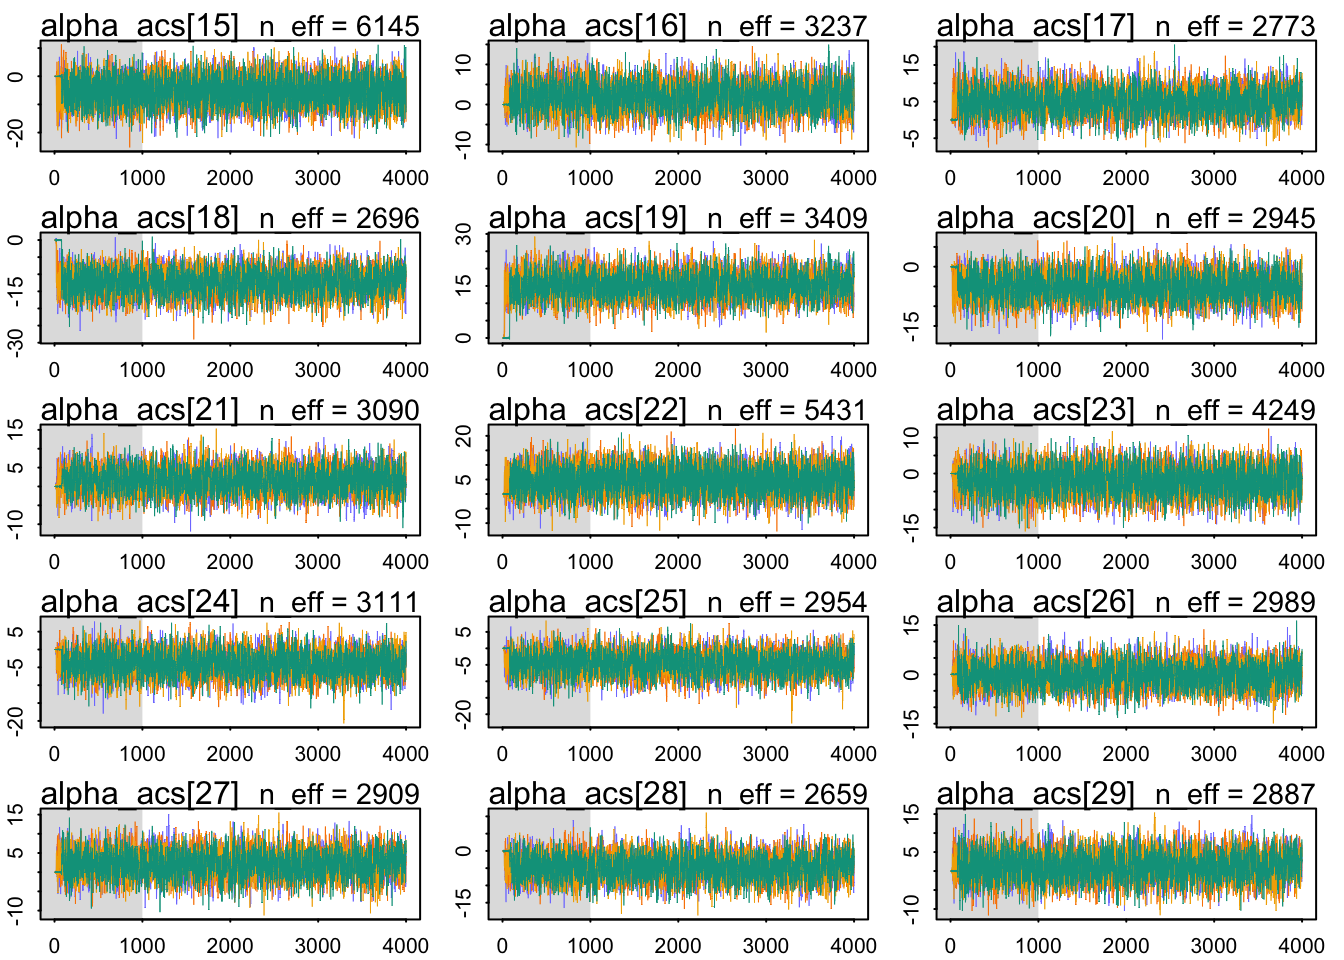 alpha_acs[15] n_eff = 6145 alpha_acs[16] n_eff = 3237 alpha_acs[17] n_eff = 2773
0 -20
10 0 -10
15 5 -5
0 1000 2000 3000 4000 0 1000 2000 3000 4000 0 1000 2000 3000 4000
alpha_acs[18] n_eff = 2696 alpha_acs[19] n_eff = 3409 alpha_acs[20] n_eff = 2945
0 -15 -30
30 15 0
0 -15
0 1000 2000 3000 4000 0 1000 2000 3000 4000 0 1000 2000 3000 4000
alpha_acs[21] n_eff = 3090 alpha_acs[22] n_eff = 5431 alpha_acs[23] n_eff = 4249
15 5 -10
20 5 -10
10 0 -15
0 1000 2000 3000 4000 0 1000 2000 3000 4000 0 1000 2000 3000 4000
alpha_acs[24] n_eff = 3111 alpha_acs[25] n_eff = 2954 alpha_acs[26] n_eff = 2989
5 -5 -20
5 -5 -20
15 0 -15
0 1000 2000 3000 4000 0 1000 2000 3000 4000 0 1000 2000 3000 4000
alpha_acs[27] n_eff = 2909 alpha_acs[28] n_eff = 2659 alpha_acs[29] n_eff = 2887
15 5 -10
0 -15
15 5 -10
0 1000 2000 3000 4000 0 1000 2000 3000 4000 0 1000 2000 3000 4000